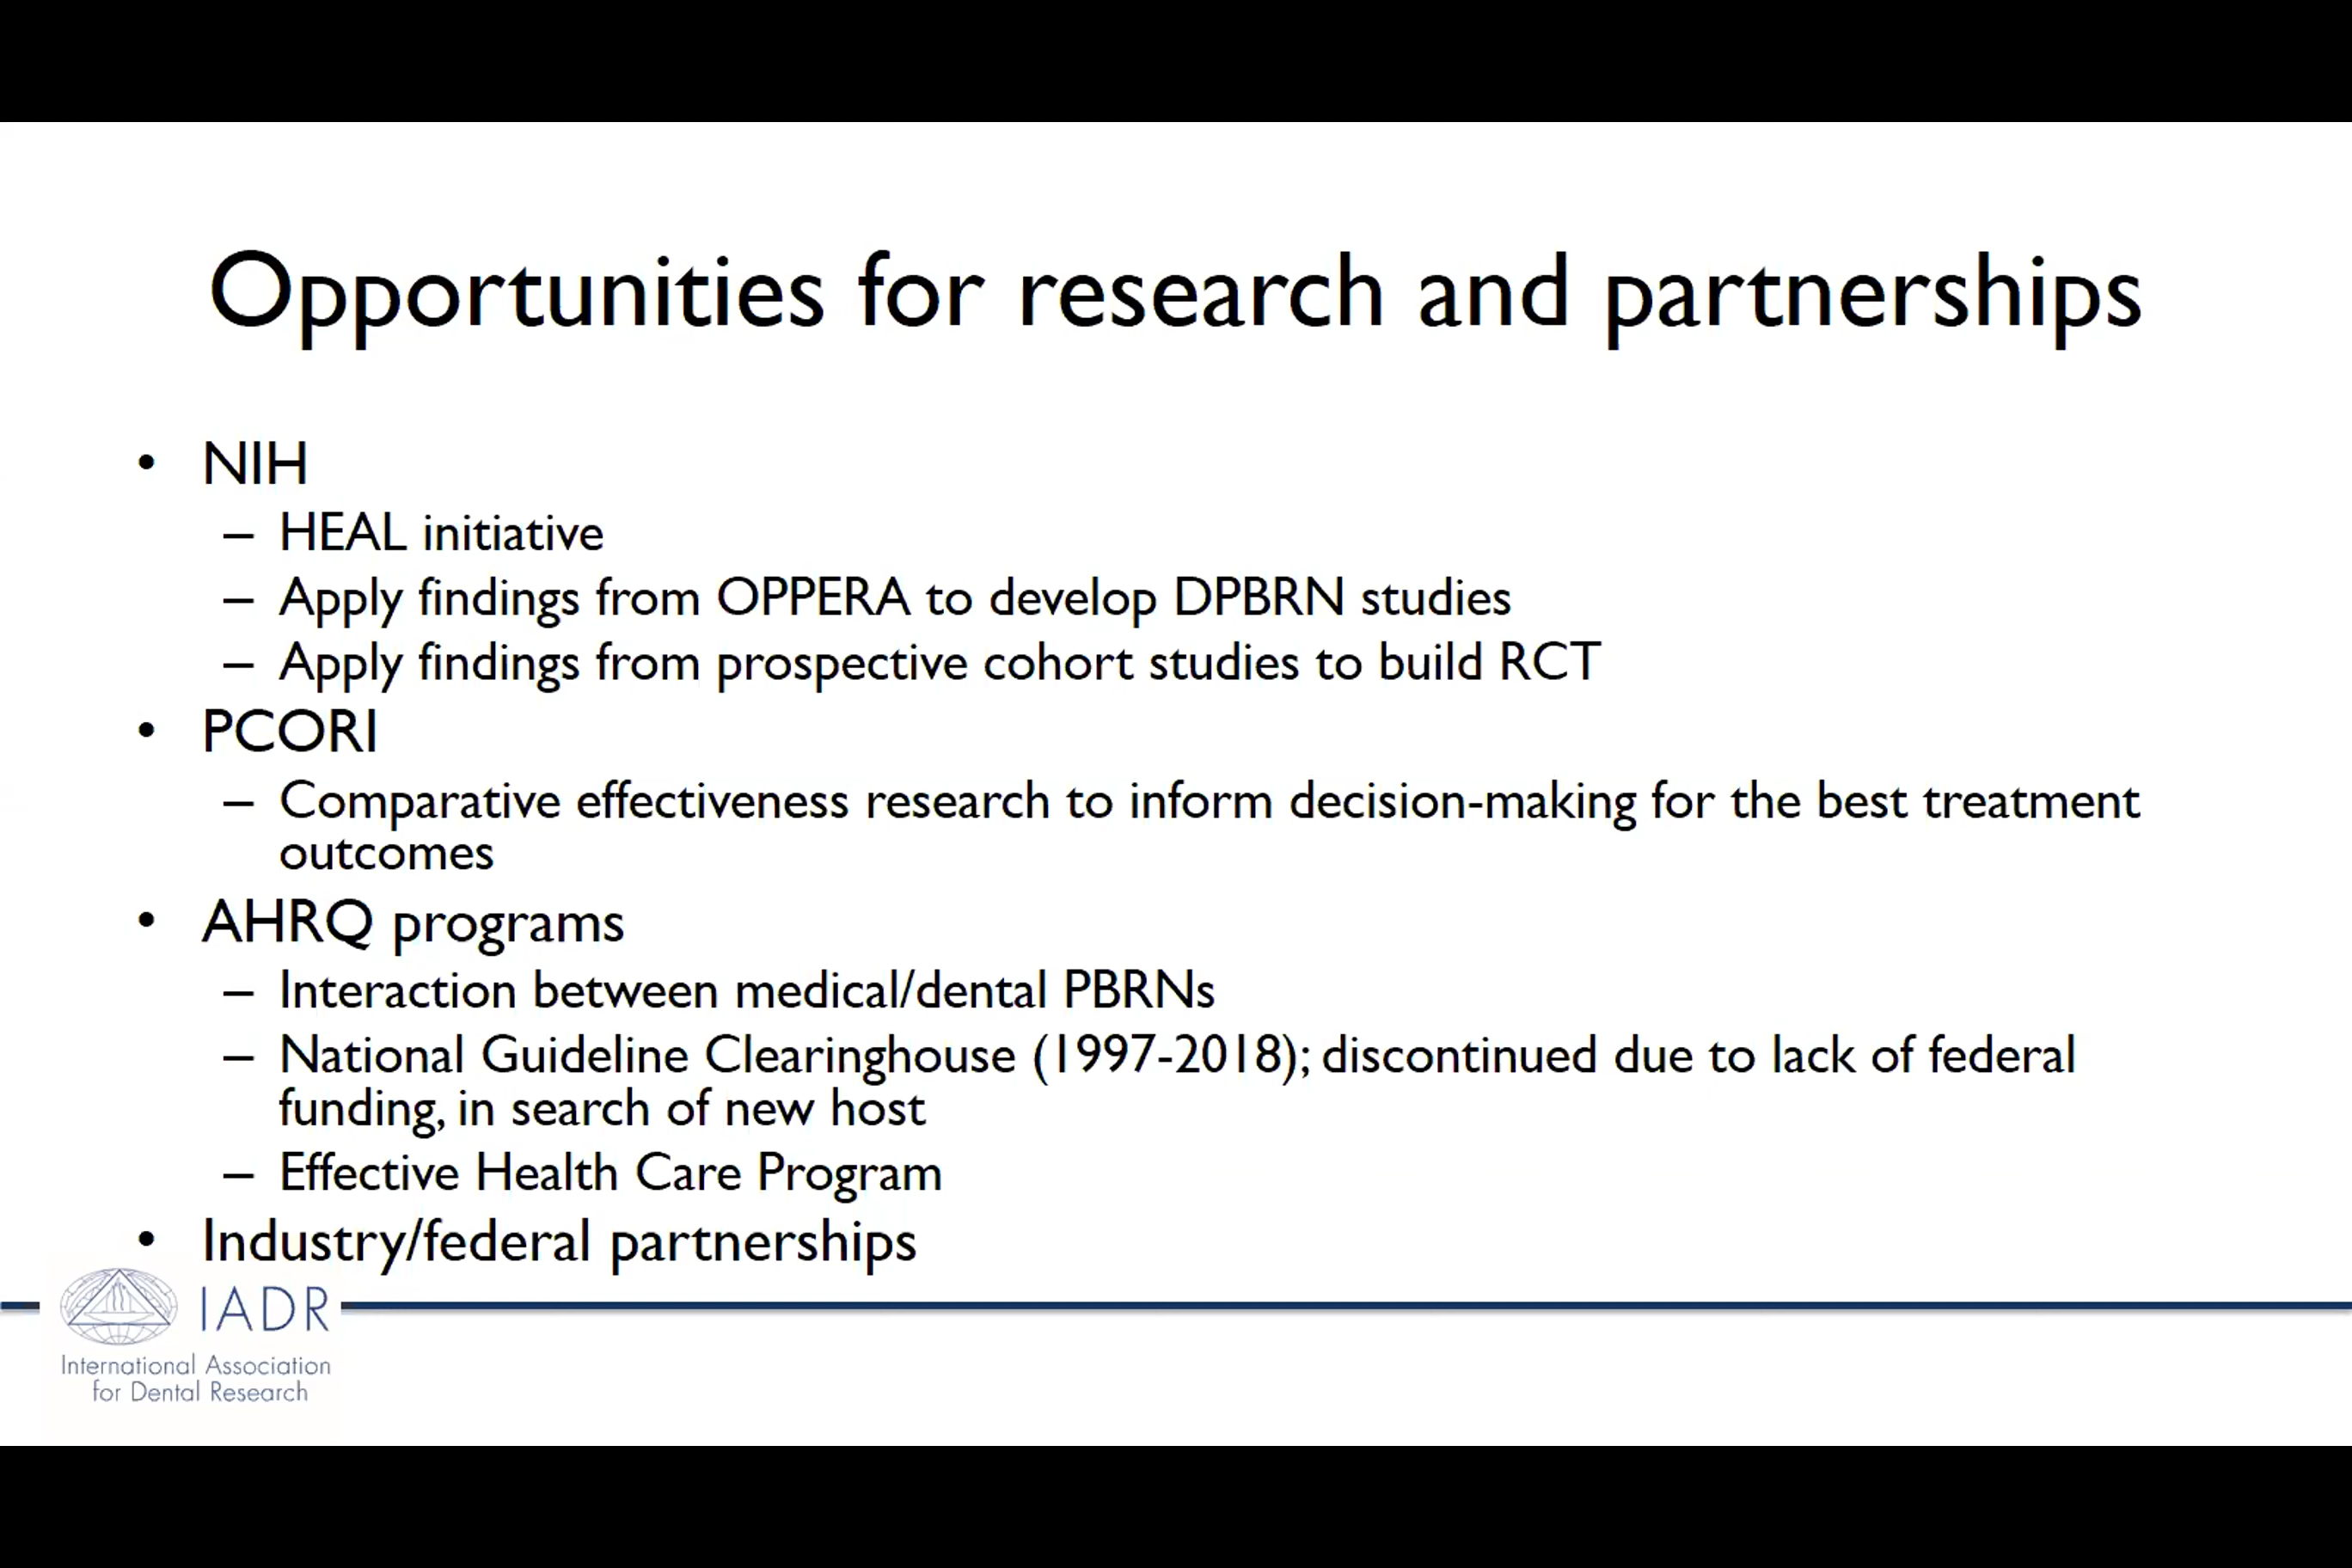 Opportunities for research and partnerships
• NIH
– HEAL initiative
– Apply findings from OPPERA to develop DPBRN studies
– Apply findings from prospective cohort studies to build RCT
• PCORI
– Comparative effectiveness research to inform decision-making for the best treatment
outcomes
• AHRQ programs
– Interaction between medical/dental PBRNs
– National Guideline Clearinghouse (1997-2018); discontinued due to lack of federal
funding, in search of new host
– Effective Health Care Program
• Industry/federal partnerships
IADR
International Association
for Dental Research